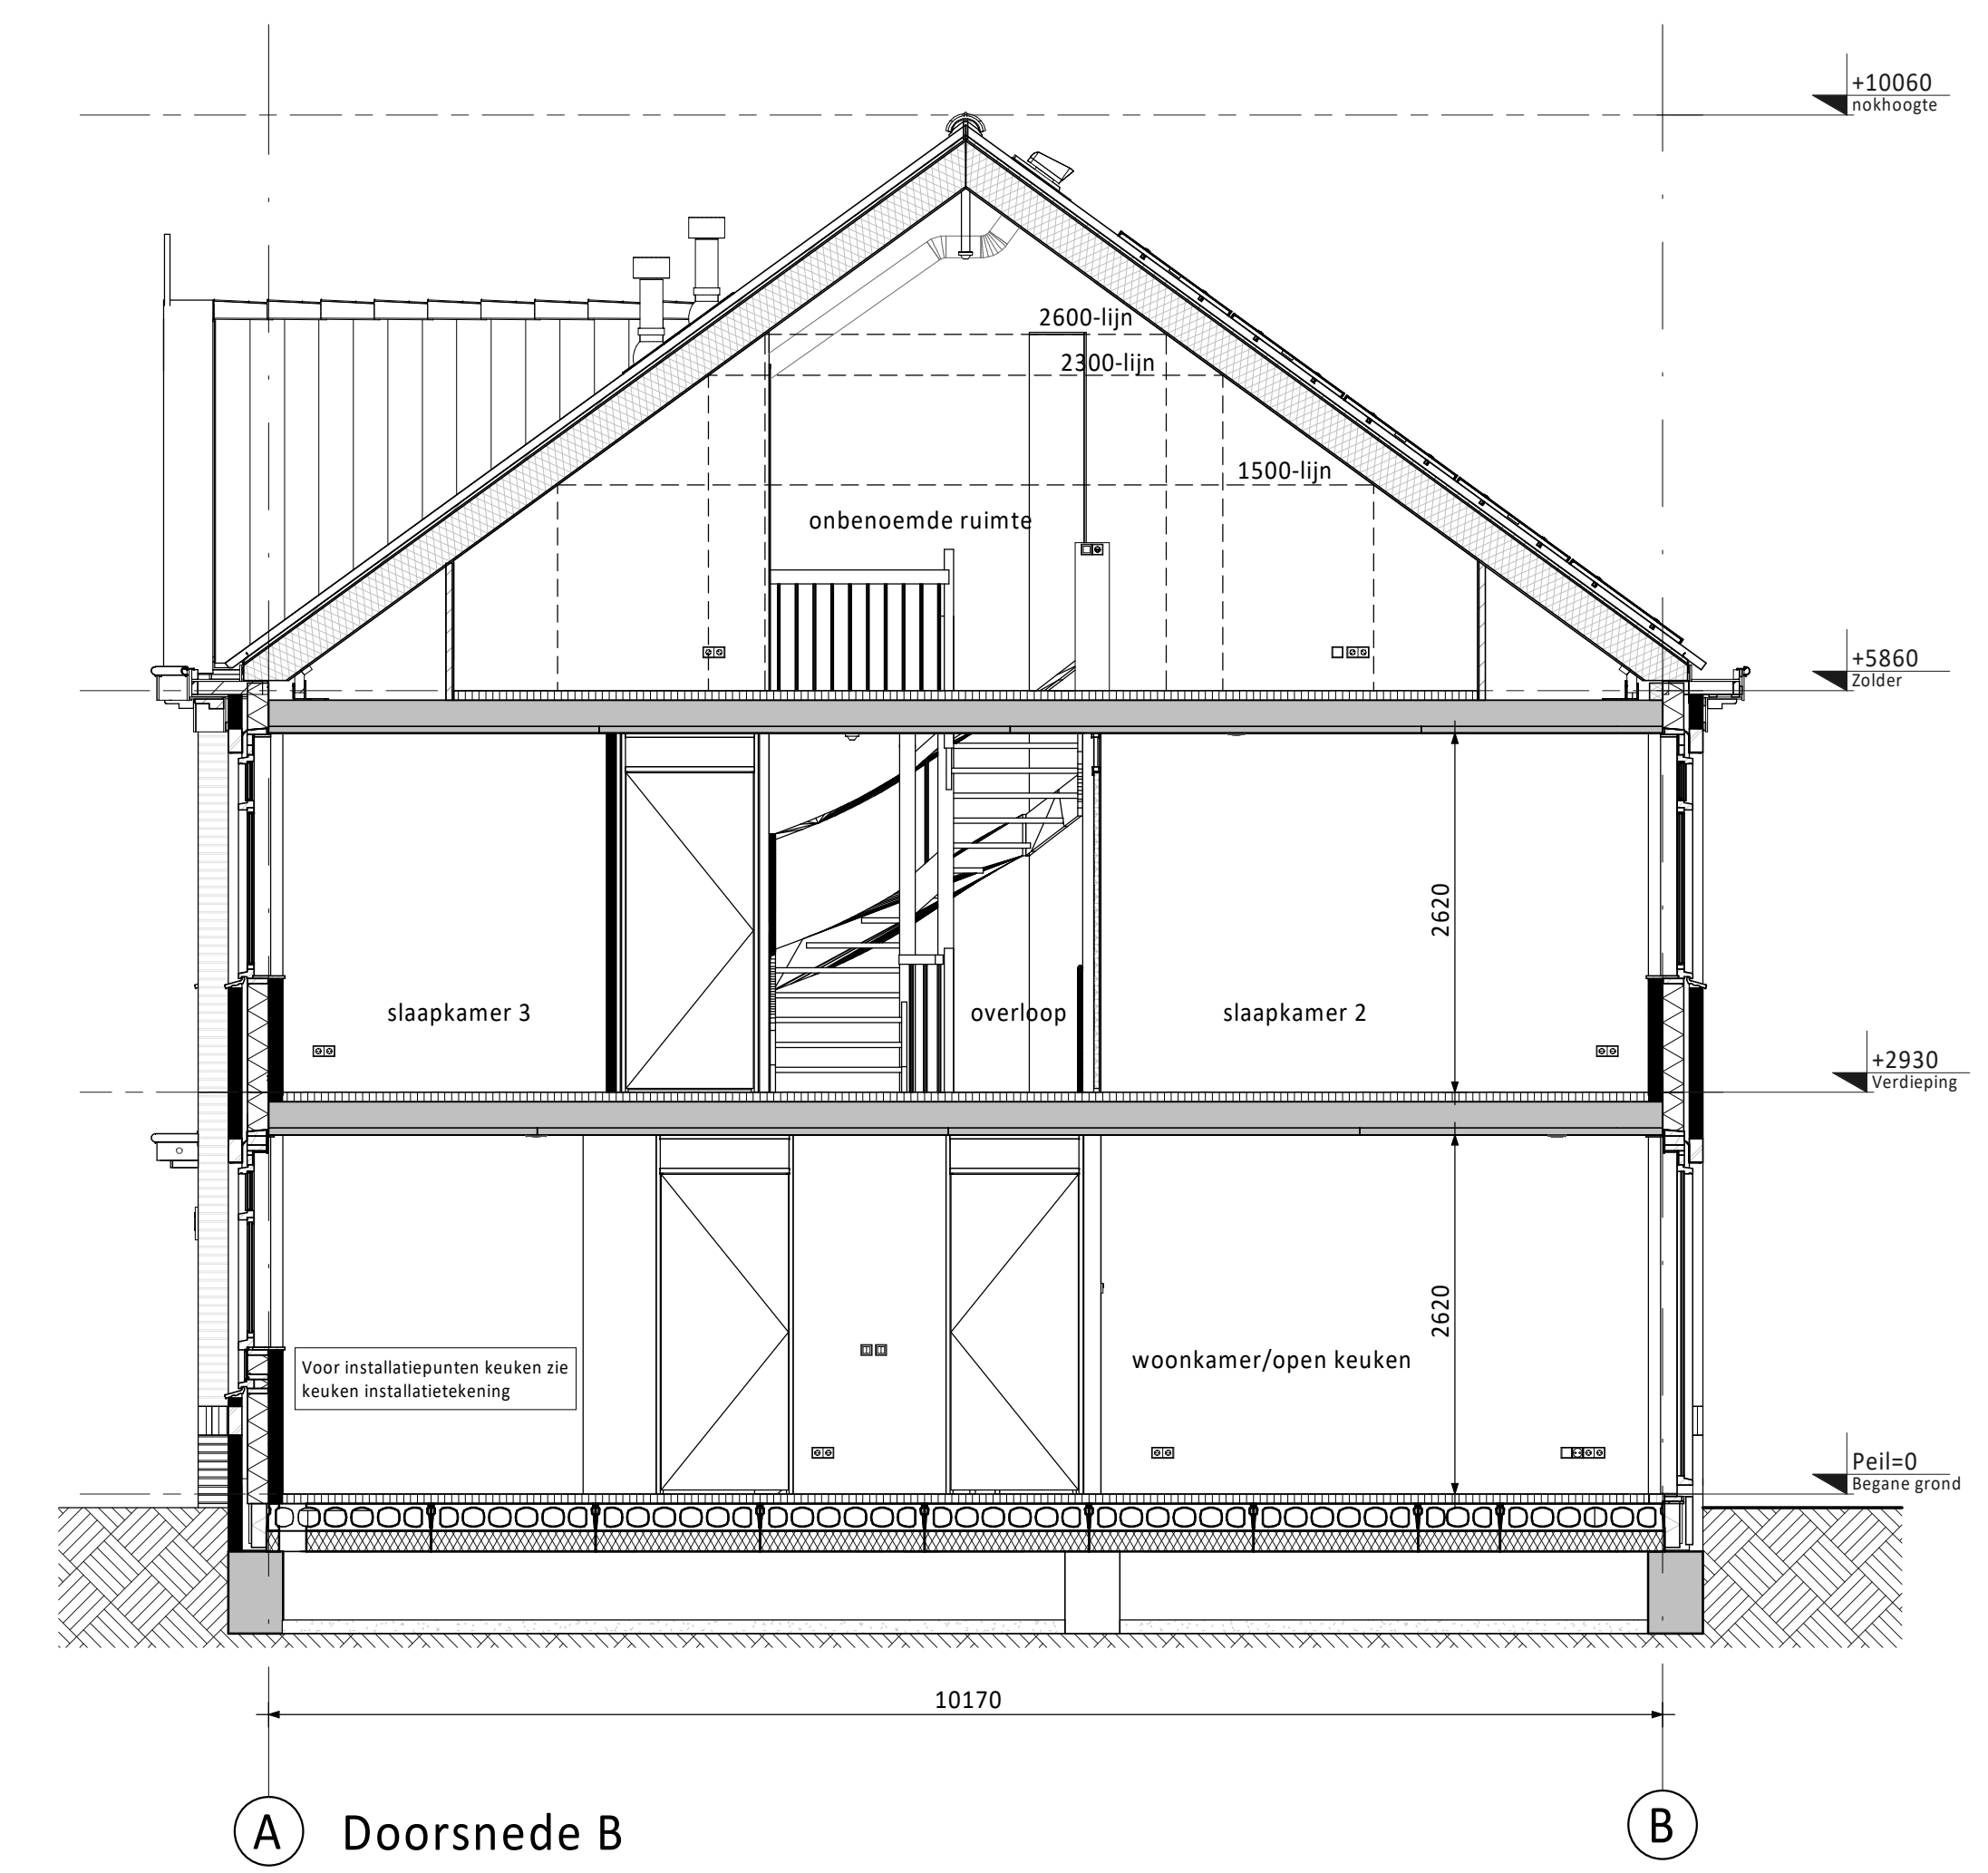 +10060
nokhoogte
2600-lijn
2300-lijn
1500-lijn
onbenoemde ruimte
+5860
Zolder
2620
slaapkamer 3
overloop
slaapkamer 2
+2930
Verdieping
2620
Voor installatiepunten keuken zie
keuken installatietekening
woonkamer/open keuken
Peil=0
Begane grond
10170
A
Doorsnede B
B